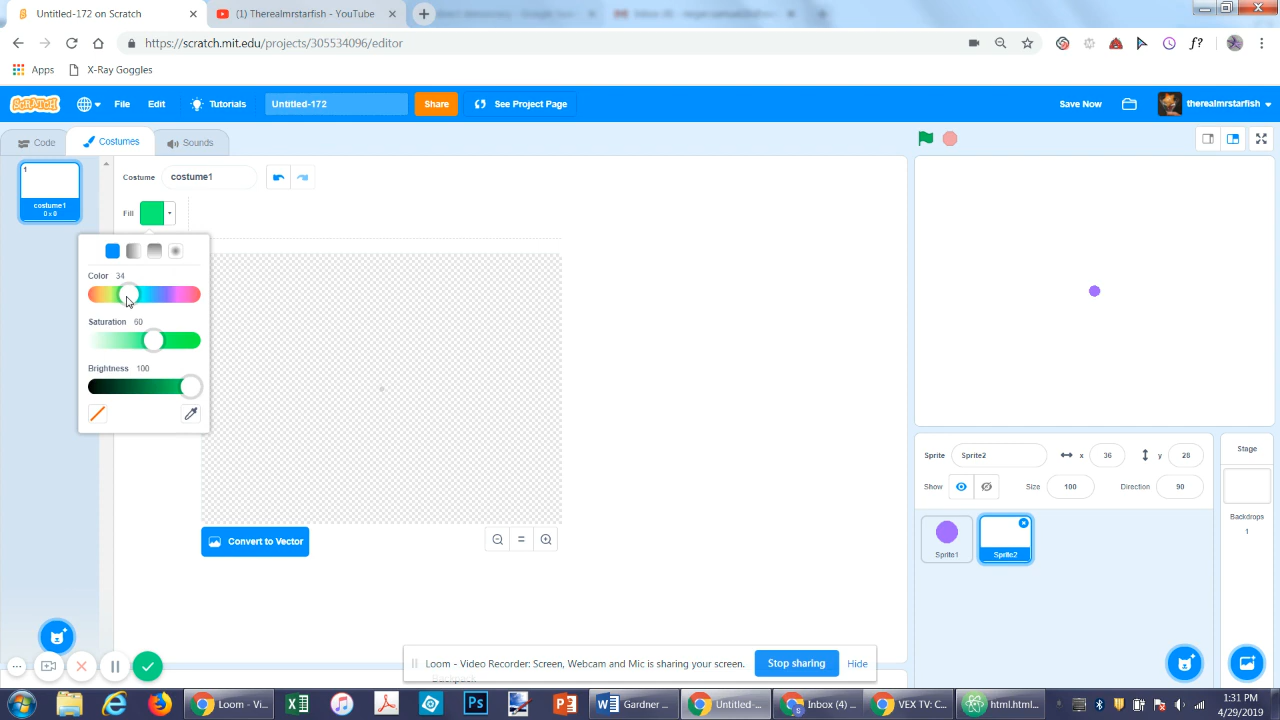 Untitled-172 on Scratch
(1) Therealmrstarfish - YouTube
https://scratch.mit.edu/projects/305534096/editor
f?
Apps
X-Ray Goggles
SCRATCH
File
Edit
Tutorials
Untitled-172
Share
See Project Page
Save Now
therealmrstarfish
Code
Costumes
Sounds
1
costume1
0 x 0
Costume
costume1
Fill
Color 34
Saturation 60
Brightness 100
Convert to Vector
Sprite
Sprite2
x
36
y
28
Show
Size
100
Direction
90
Sprite1
Sprite2
Stage
Backdrops
1
Loom - Video Recorder: Screen, Webcam and Mic is sharing your screen.
Stop sharing
Hide
Backpack
Loom - Vi...
Gardner ...
Untitled-...
Inbox (4) ...
VEX TV: C...
html.html...
1:31 PM
4/29/2019